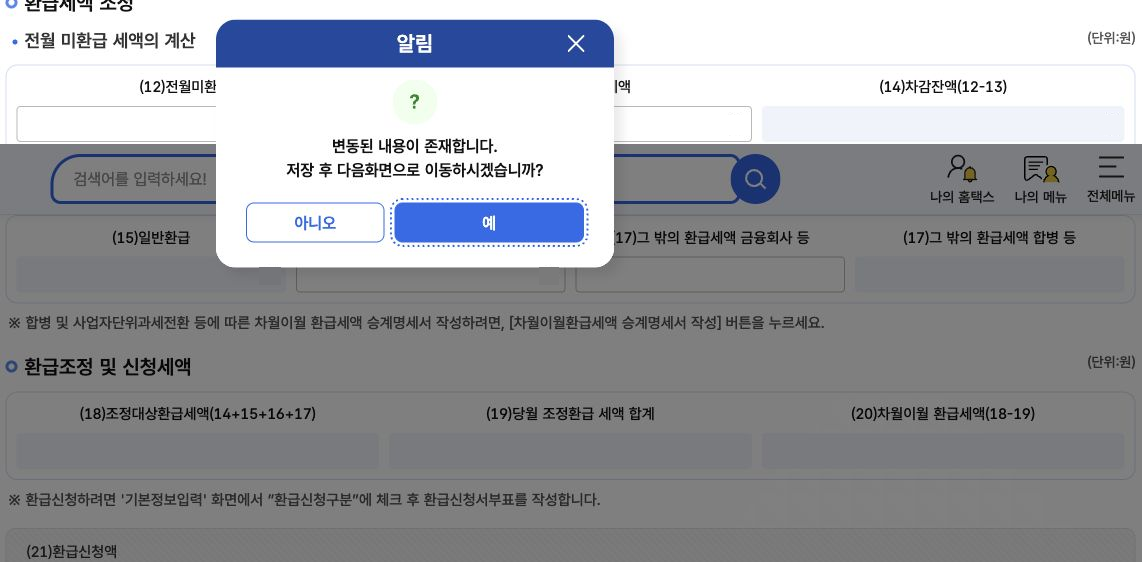 환급세액 조정
알림
전월 미환급 세액의 계산
(단위:원)
(12)전월미환
(14)차감잔액(12-13)
?
변동된 내용이 존재합니다.
저장 후 다음화면으로 이동하시겠습니까?
검색어를 입력하세요!
나의 홈택스
나의 메뉴
전체메뉴
아니오
예
(15)일반환급
17)그 밖의 환급세액 금융회사 등
(17)그 밖의 환급세액 합병 등
※ 합병 및 사업자단위과세전환 등에 따른 차월이월 환급세액 승계명세서 작성하려면, [차월이월환급세액 승계명세서 작성] 버튼을 누르세요.
환급조정 및 신청세액
(단위:원)
(18)조정대상환급세액(14+15+16+17)
(19)당월 조정환급 세액 합계
(20)차월이월 환급세액(18-19)
※ 환급신청하려면 '기본정보입력' 화면에서 “환급신청구분”에 체크 후 환급신청서부표를 작성합니다.
(21)환급신청액